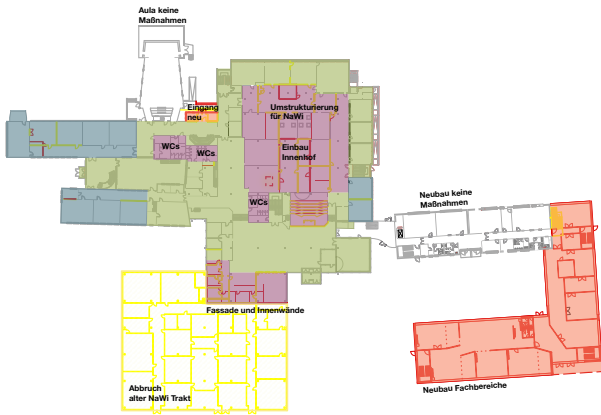 Aula keine
Maßnahmen
Eingang
neu
Umstrukturierung
für NaWi
WCs
WCs
Einbau
Innenhof
WCs
Neubau keine
Maßnahmen
Fassade und Innenwände
Abbruch
alter NaWi Trakt
Neubau Fachbereiche